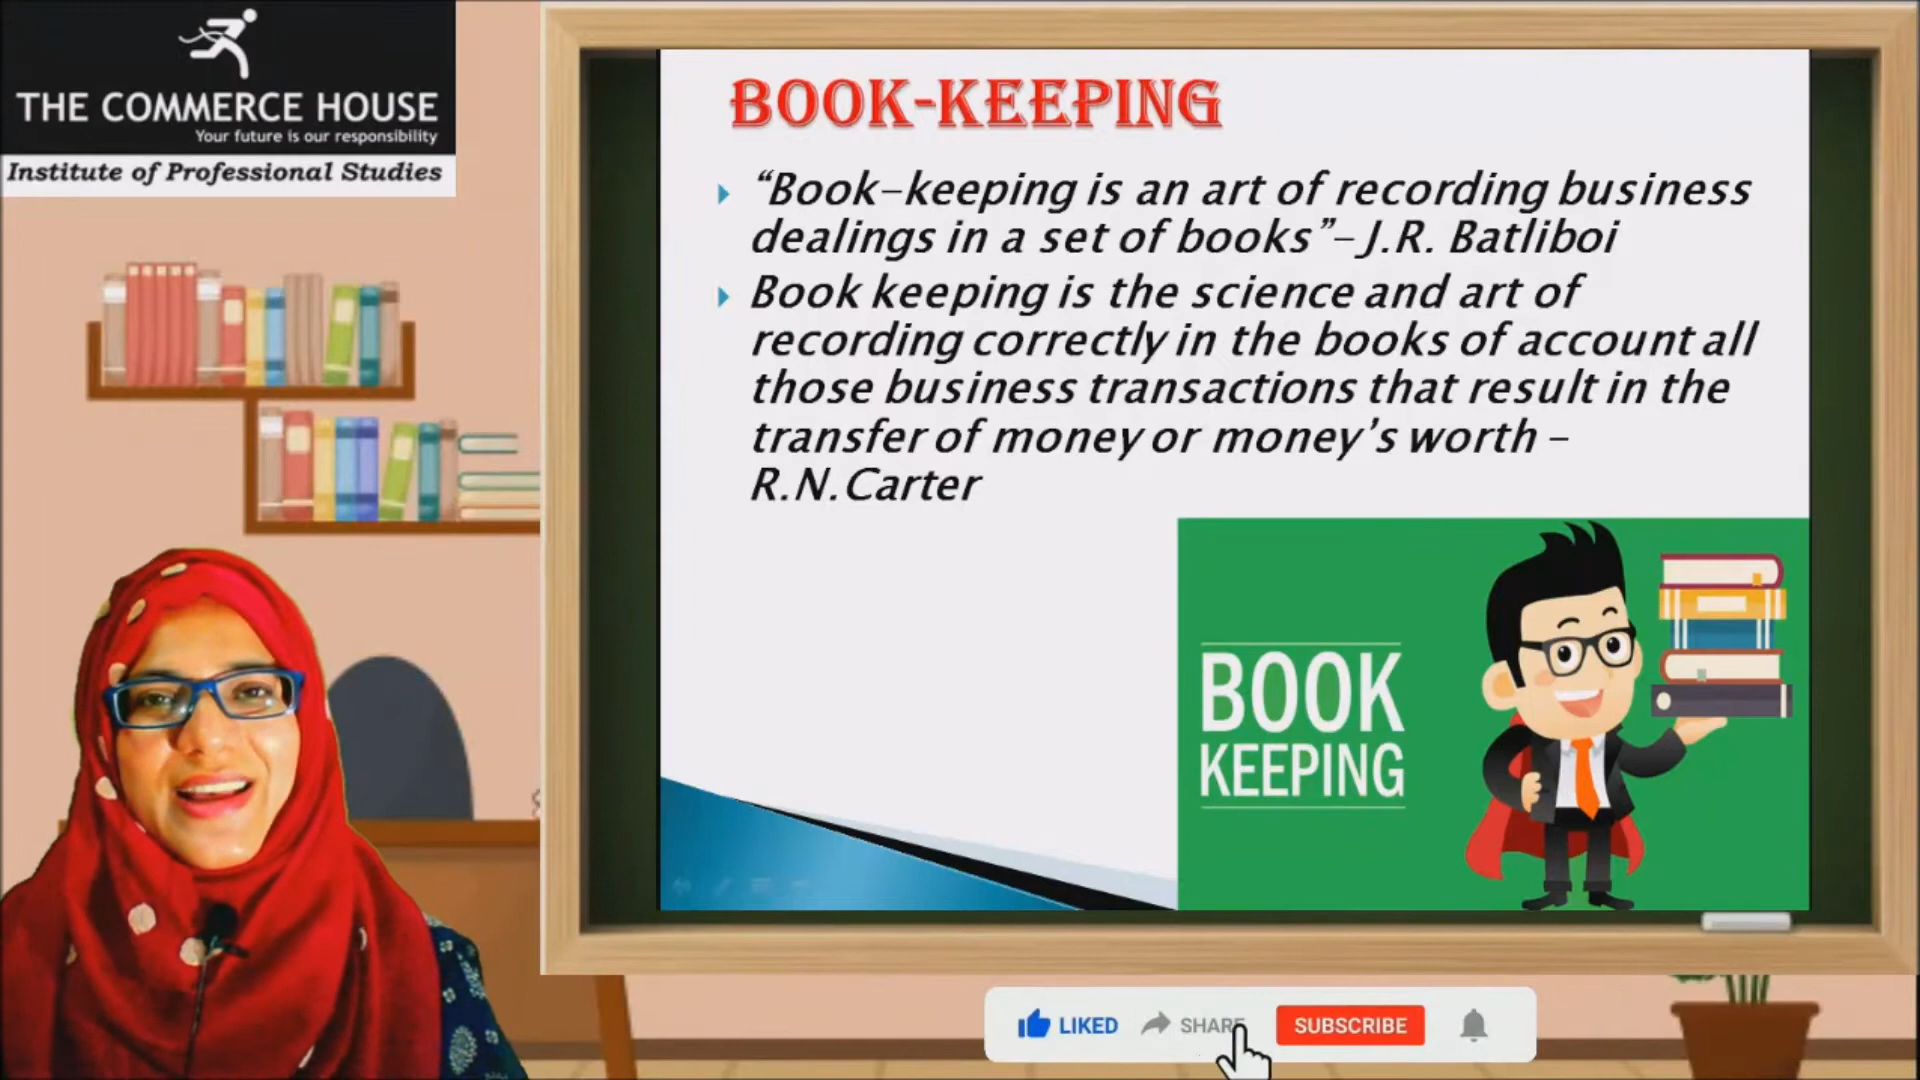 THE COMMERCE HOUSE
Your future is our responsibility
Institute of Professional Studies
BOOK-KEEPING
“Book-keeping is an art of recording business
dealings in a set of books”- J.R. Batliboi
Book keeping is the science and art of
recording correctly in the books of account all
those business transactions that result in the
transfer of money or money’s worth –
R.N.Carter
BOOK
KEEPING
LIKED SHARE SUBSCRIBE